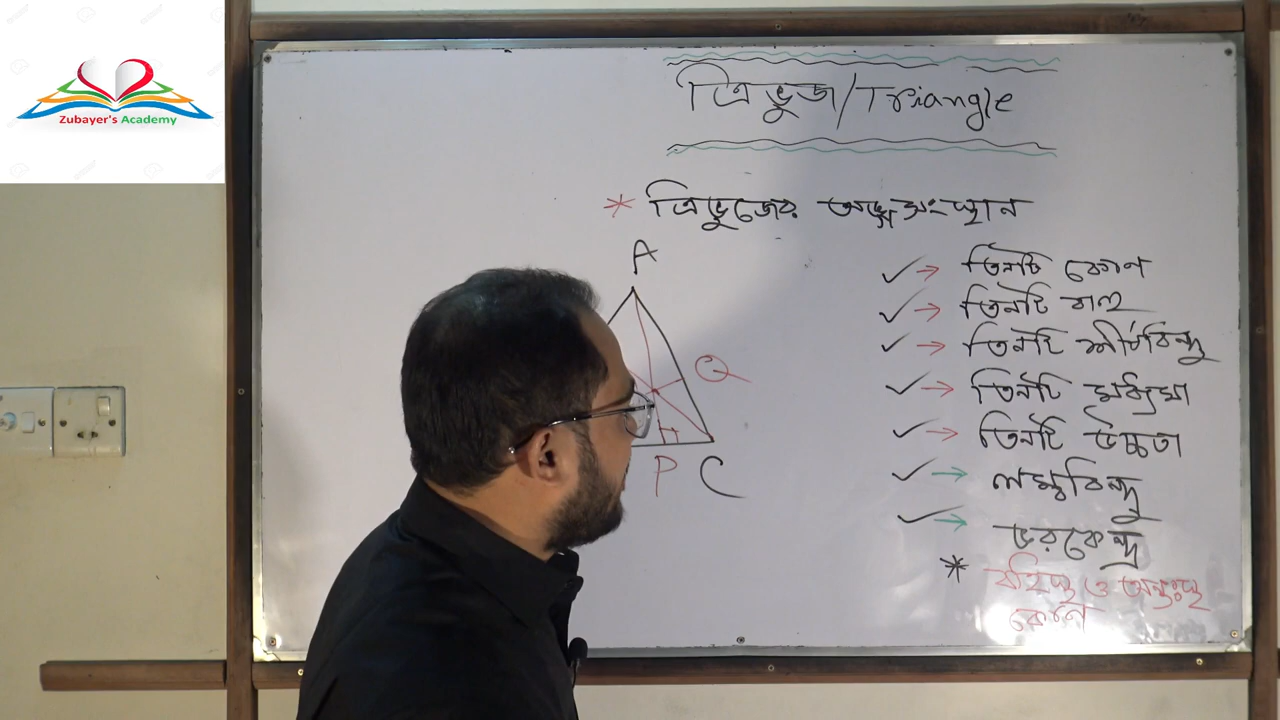 Zubayer's Academy
ত্রিভুজ/Triangle
* ত্রিভুজের অঙ্গসংস্থান
A
Q
P C
✓→ তিনটি কোণ
✓→ তিনটি বাহু
✓→ তিনটি শীর্ষবিন্দু
✓→ তিনটি মধ্যমা
✓→ তিনটি উচ্চতা
✓→ লম্ববিন্দু
✓→ ভরকেন্দ্র
* বহিঃস্থ ও অন্তঃস্থ
কোণ